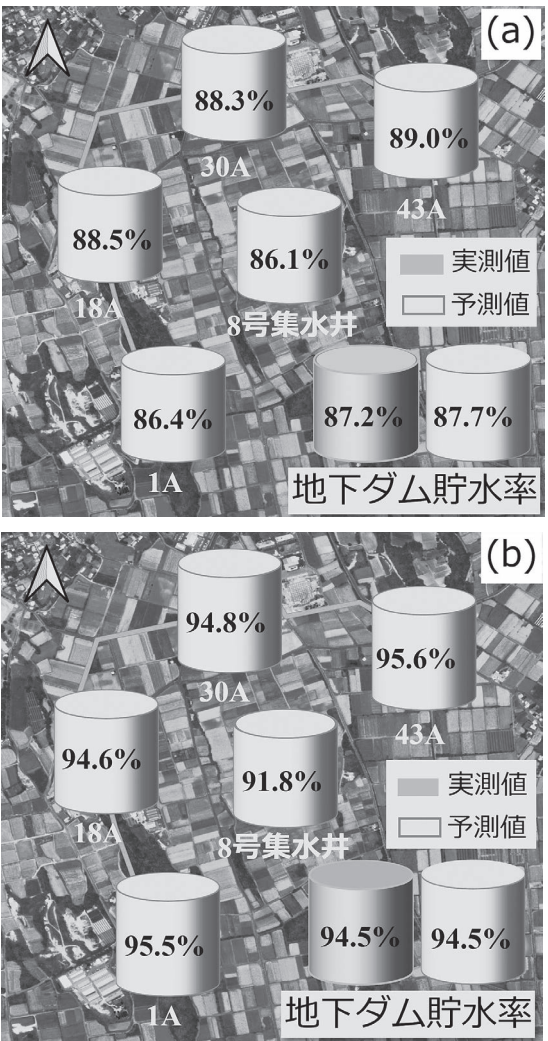 (a)
88.3%
30A
89.0%
43A
88.5%
18A
86.1%
8号集水井
実測値
予測値
86.4%
1A
87.2%
87.7%
地下ダム貯水率
(b)
94.8%
30A
95.6%
43A
94.6%
18A
91.8%
8号集水井
実測値
予測値
95.5%
1A
94.5%
94.5%
地下ダム貯水率